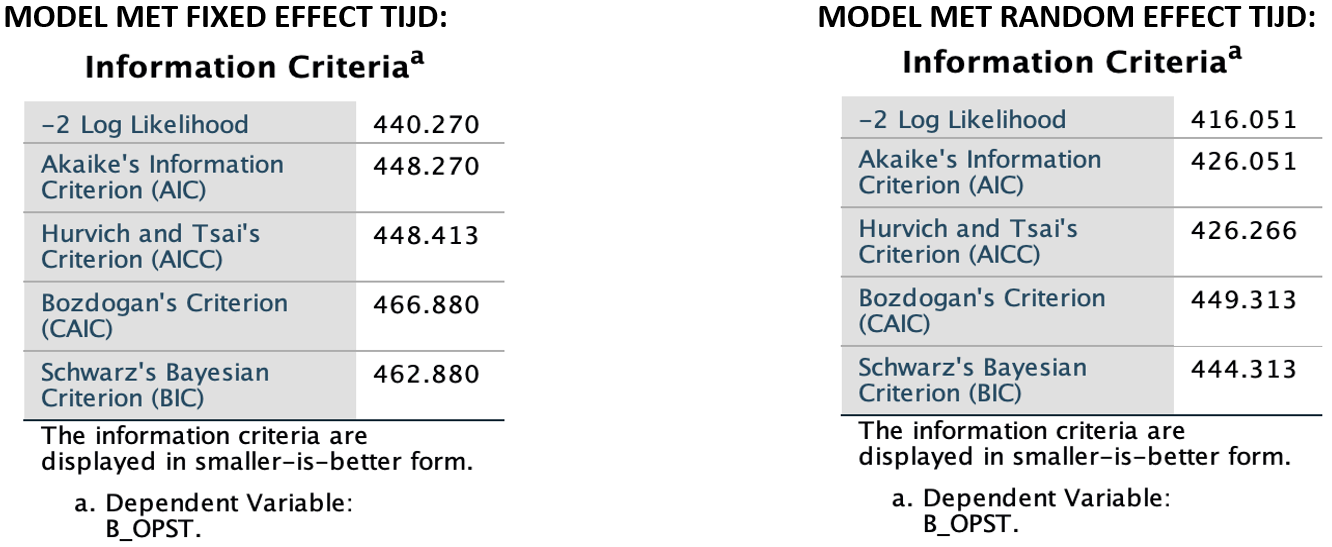 MODEL MET FIXED EFFECT TIJD:
Information Criteriaᵃ
-2 Log Likelihood 440.270
Akaike's Information
Criterion (AIC) 448.270
Hurvich and Tsai's
Criterion (AICC) 448.413
Bozdogan's Criterion
(CAIC) 466.880
Schwarz's Bayesian
Criterion (BIC) 462.880
The information criteria are
displayed in smaller-is-better form.
a. Dependent Variable:
B_OPST.
MODEL MET RANDOM EFFECT TIJD:
Information Criteriaᵃ
-2 Log Likelihood 416.051
Akaike's Information
Criterion (AIC) 426.051
Hurvich and Tsai's
Criterion (AICC) 426.266
Bozdogan's Criterion
(CAIC) 449.313
Schwarz's Bayesian
Criterion (BIC) 444.313
The information criteria are
displayed in smaller-is-better form.
a. Dependent Variable:
B_OPST.